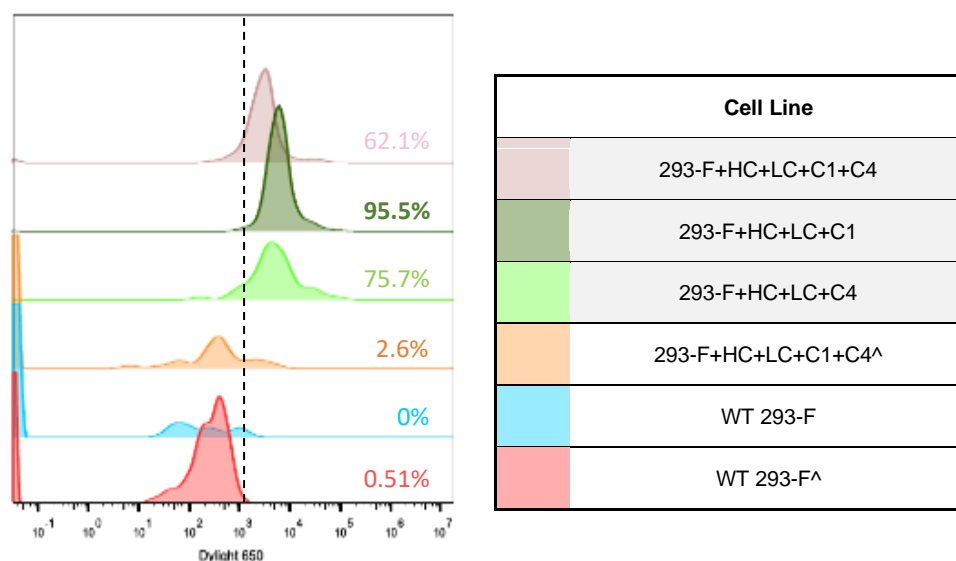 62.1%
95.5%
75.7%
2.6%
0%
0.51%
10^-1 10^0 10^1 10^2 10^3 10^4 10^5 10^6 10^7
Dylight 650
Cell Line
293-F+HC+LC+C1+C4
293-F+HC+LC+C1
293-F+HC+LC+C4
293-F+HC+LC+C1+C4^
WT 293-F
WT 293-F^